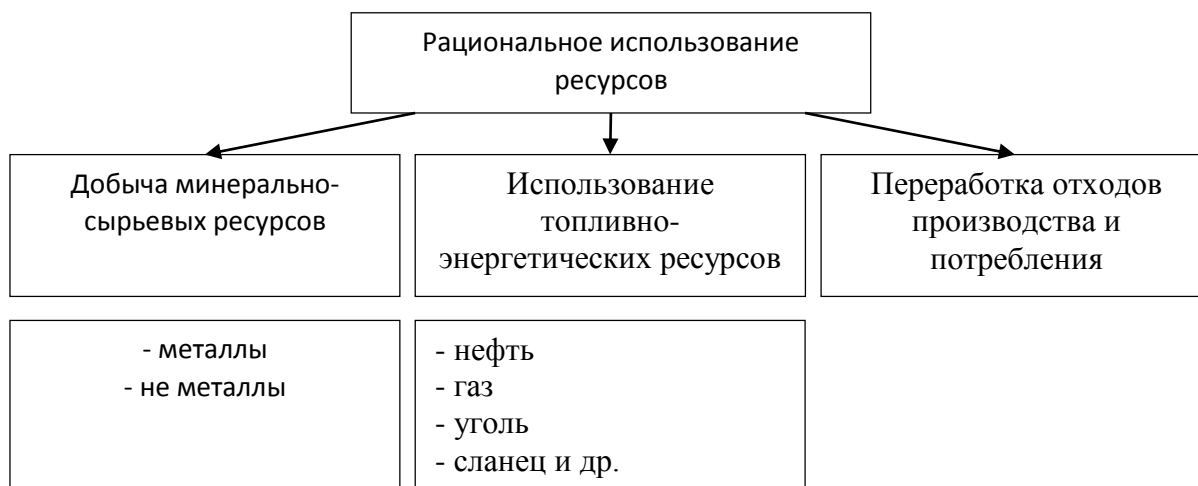 Рациональное использование
ресурсов
Добыча минерально-
сырьевых ресурсов
Использование
топливно-
энергетических ресурсов
Переработка отходов
производства и
потребления
- металлы
- не металлы
- нефть
- газ
- уголь
- сланец и др.